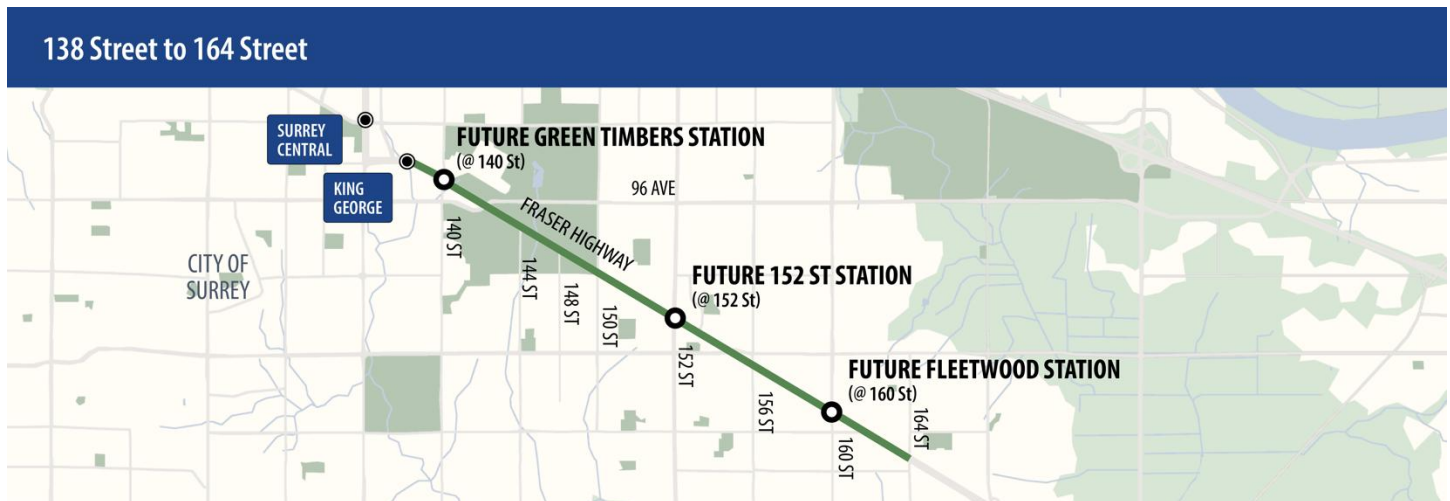 138 Street to 164 Street
SURREY
CENTRAL
FUTURE GREEN TIMBERS STATION
(@ 140 St)
KING
GEORGE
96 AVE
FRASER HIGHWAY
140 ST
CITY OF
SURREY
144 ST
148 ST
150 ST
FUTURE 152 ST STATION
(@ 152 St)
152 ST
FUTURE FLEETWOOD STATION
(@ 160 St)
156 ST
160 ST
164 ST